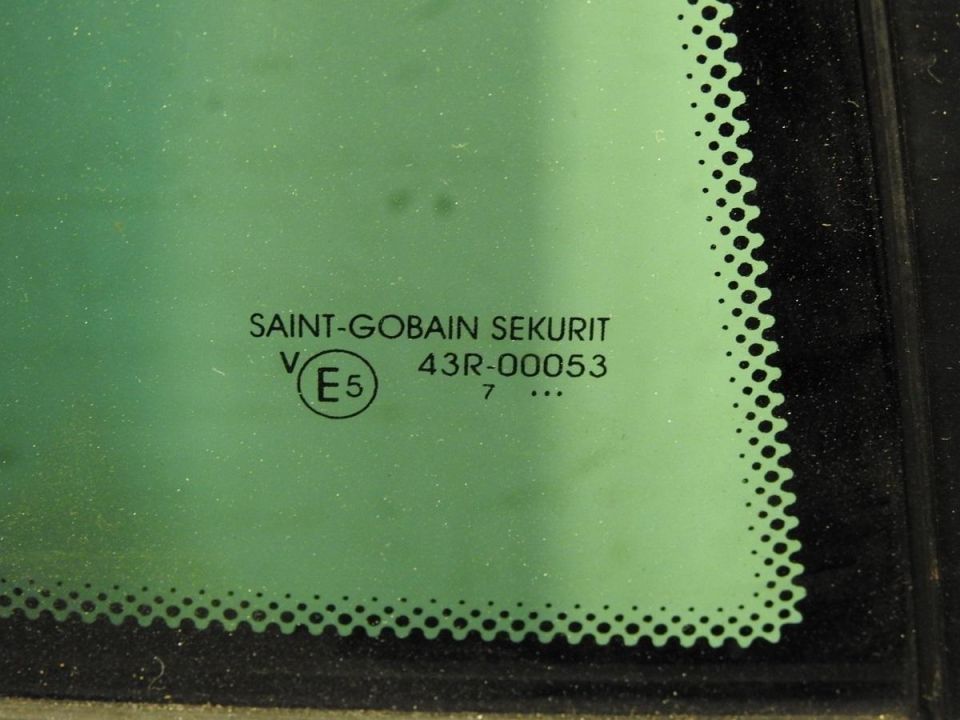 SAINT-GOBAIN SEKURIT
V E5 43R-00053
7 ...